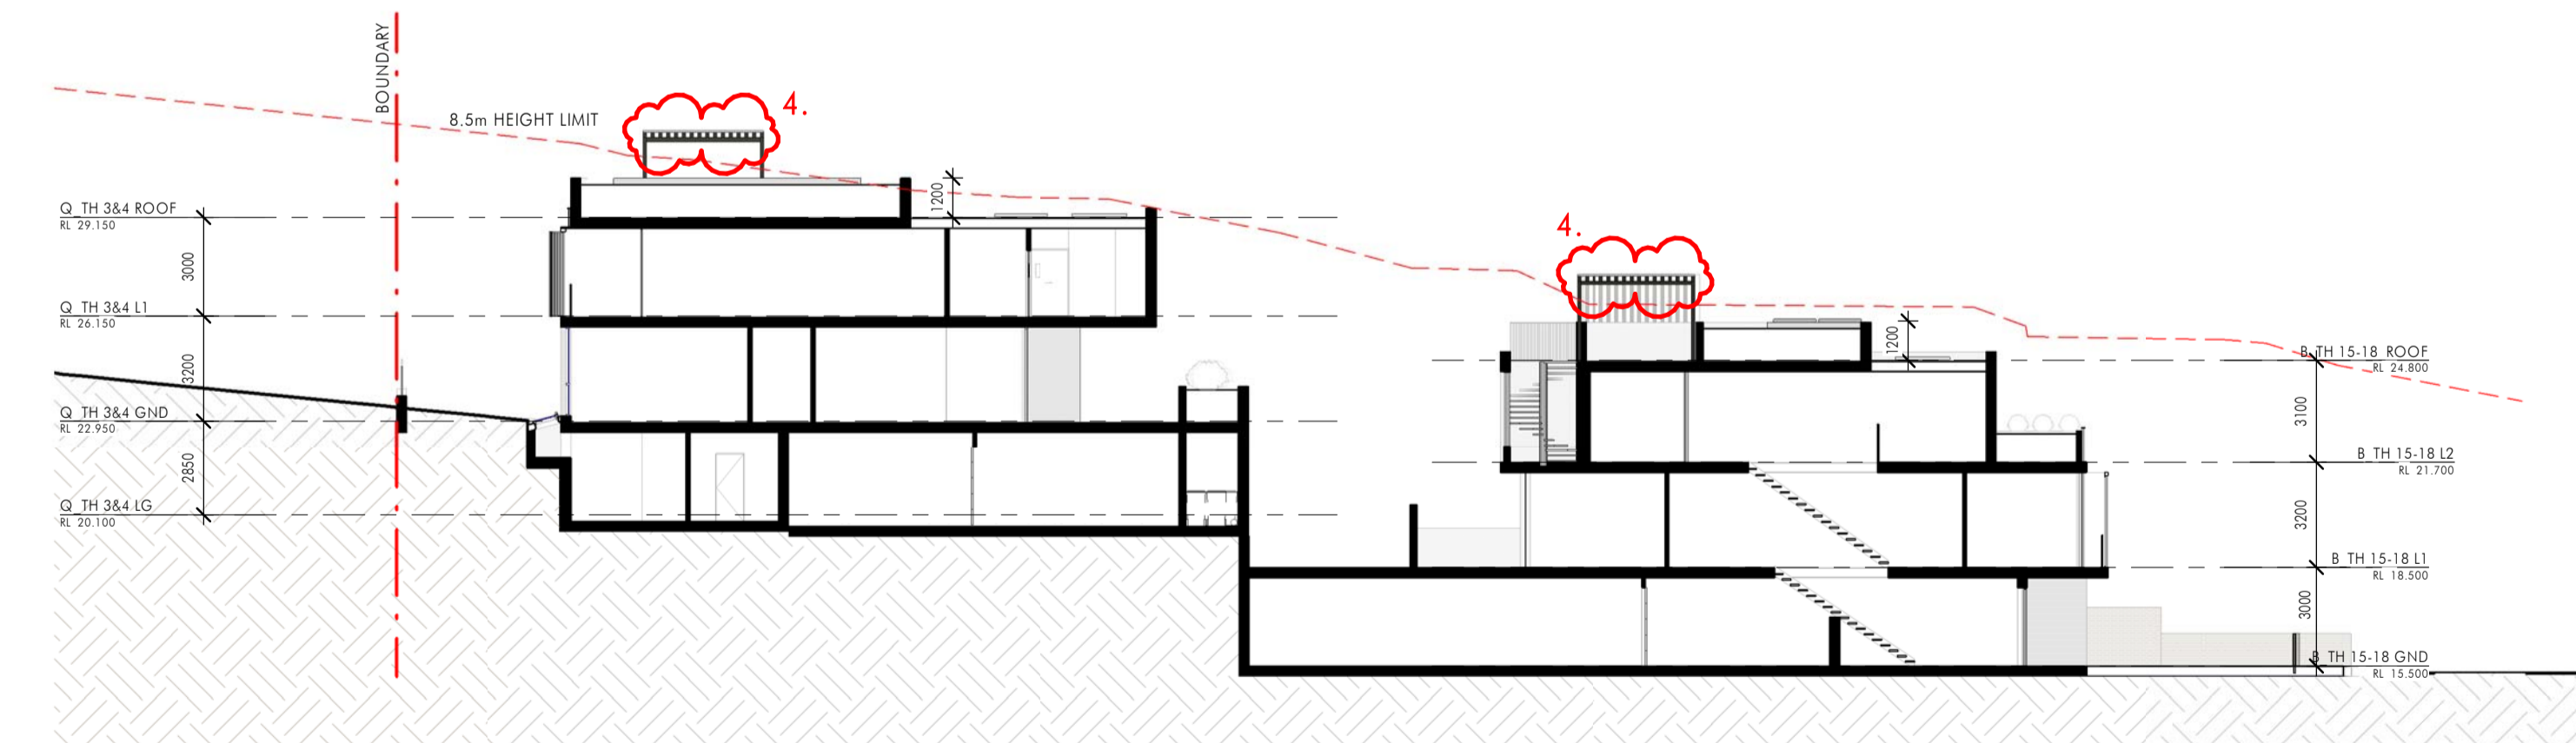 BOUNDARY
8.5m HEIGHT LIMIT
4.
4.
Q_TH 3&4 ROOF
RL 29.150
3000
Q_TH 3&4 L1
RL 26.150
3200
Q_TH 3&4 GND
RL 22.950
2850
Q_TH 3&4 LG
RL 20.100
1200
1200
B_TH 15-18_ROOF
RL 24.800
3100
B_TH 15-18 L2
RL 21.700
3200
B_TH 15-18 L1
RL 18.500
3000
B_TH 15-18 GND
RL 15.500